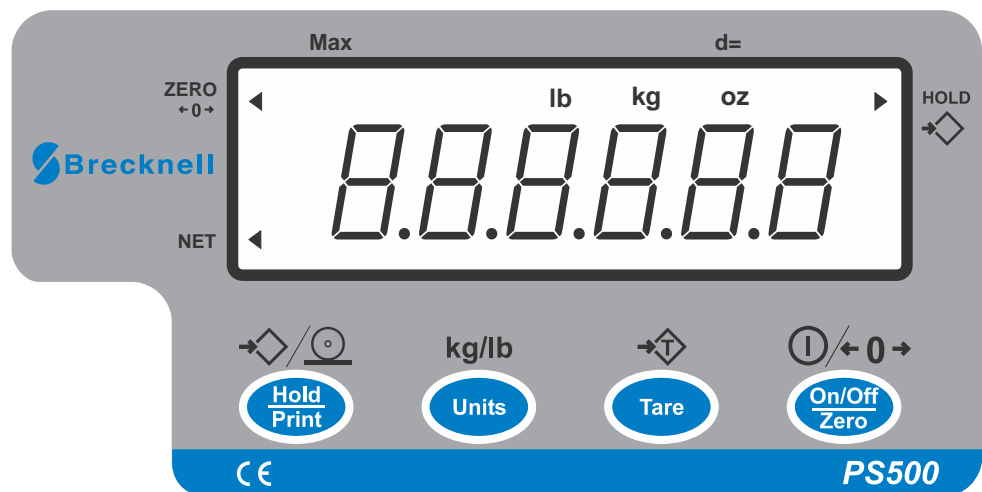 Max d=
ZERO
←0→
lb kg oz
HOLD
Brecknell
8.8.8.8.8.8
NET
kg/lb
T
← 0 →
Hold
Print
Units
Tare
On/Off
Zero
CE
PS500